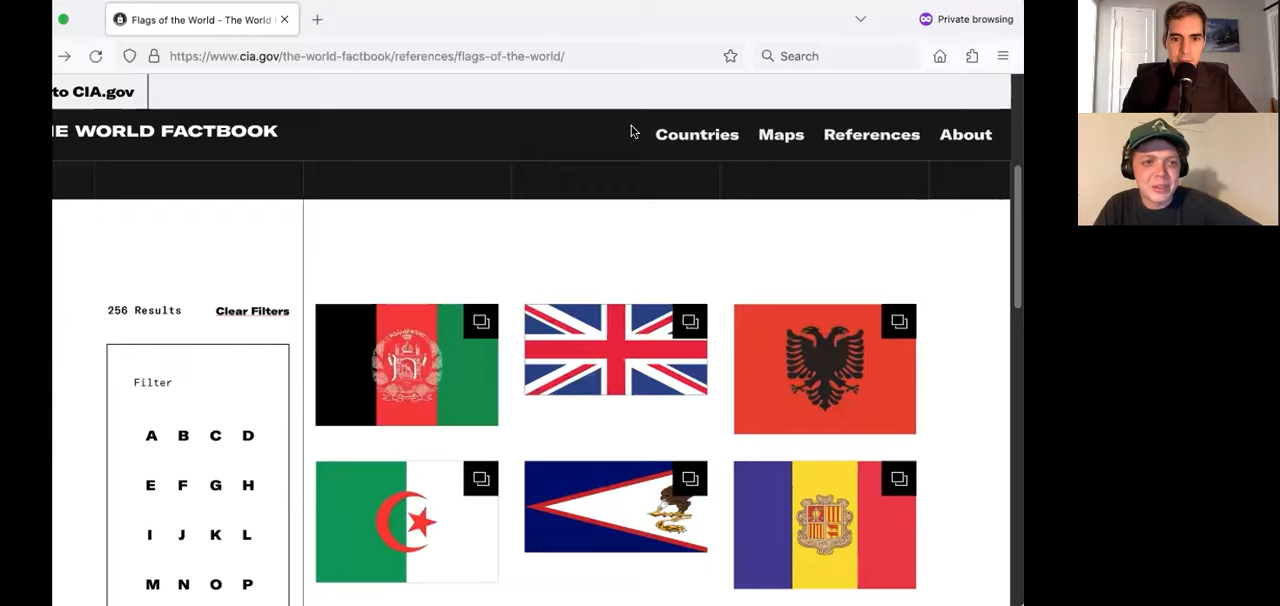 Flags of the World - The World
Private browsing
https://www.cia.gov/the-world-factbook/references/flags-of-the-world/
Search
to CIA.gov
E WORLD FACTBOOK
Countries Maps References About
256 Results Clear Filters
Filter
A B C D
E F G H
I J K L
M N O P